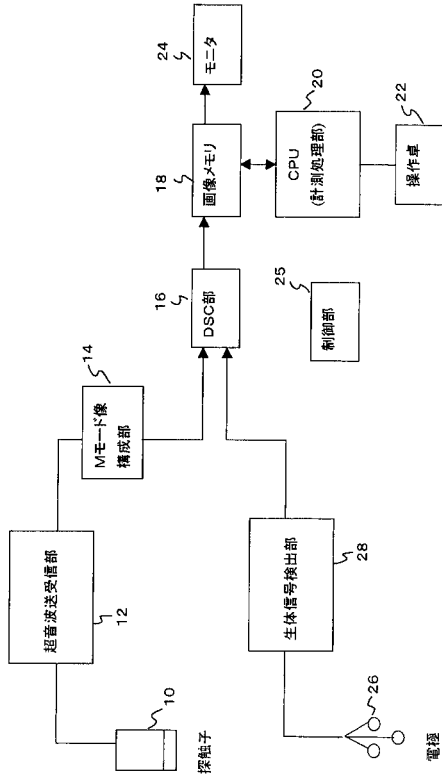 探触子
10
超音波送受信部
12
Mモード像
構成部
14
電極
26
生体信号検出部
28
DSC部
16
制御部
25
画像メモリ
18
CPU
(計測処理部)
20
操作卓
22
モニタ
24